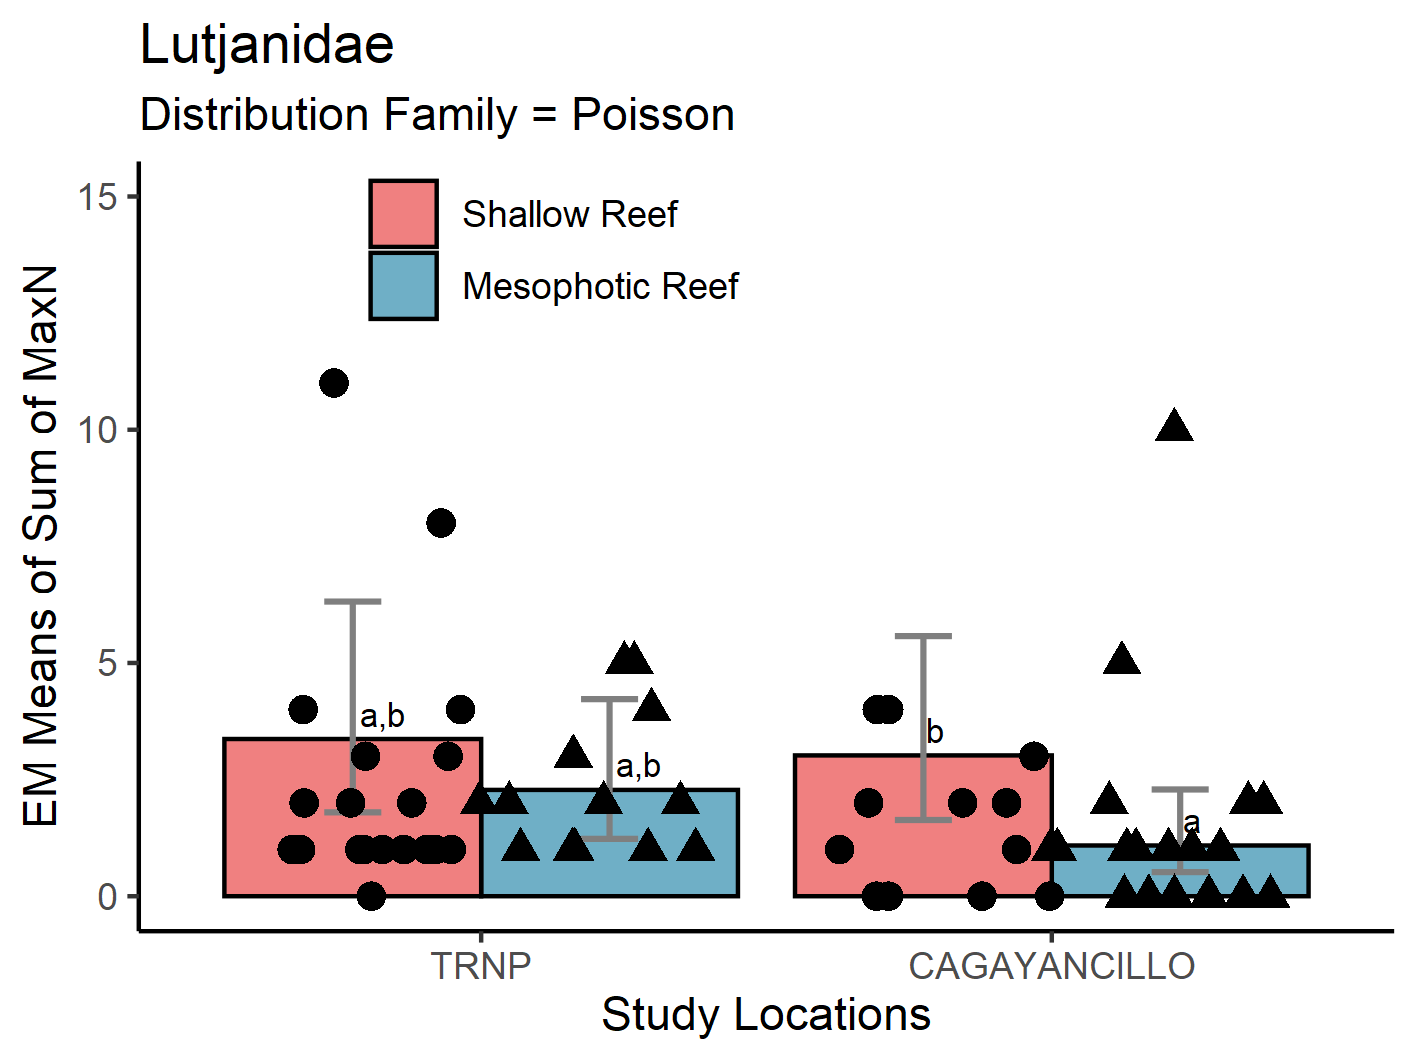 Lutjanidae
Distribution Family = Poisson
EM Means of Sum of MaxN
15
10
5
0
Shallow Reef
Mesophotic Reef
a,b
a,b
b
a
TRNP
CAGAYANCILLO
Study Locations